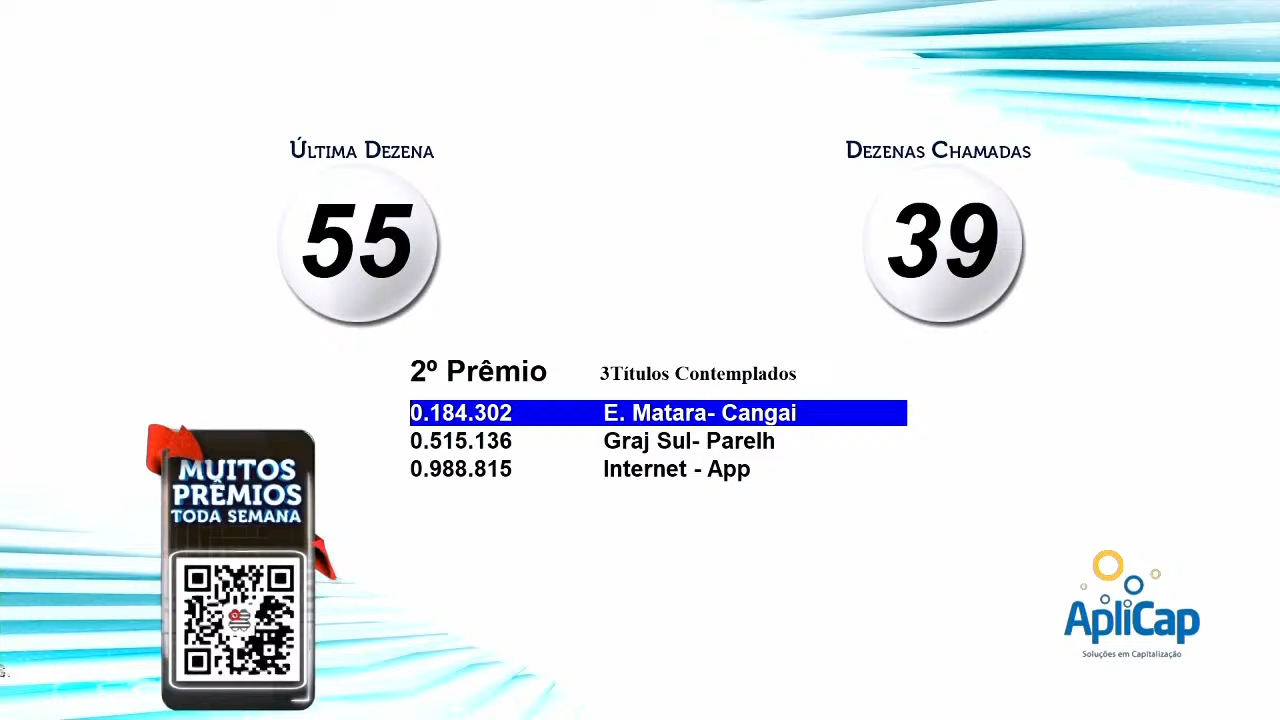 Última Dezena
Dezenas Chamadas
55
39
2º Prêmio 3Títulos Contemplados
0.184.302 E. Matara- Cangai
0.515.136 Graj Sul- Parelh
0.988.815 Internet - App
MUITOS
PRÊMIOS
TODA SEMANA
ApliCap
Soluções em Capitalização